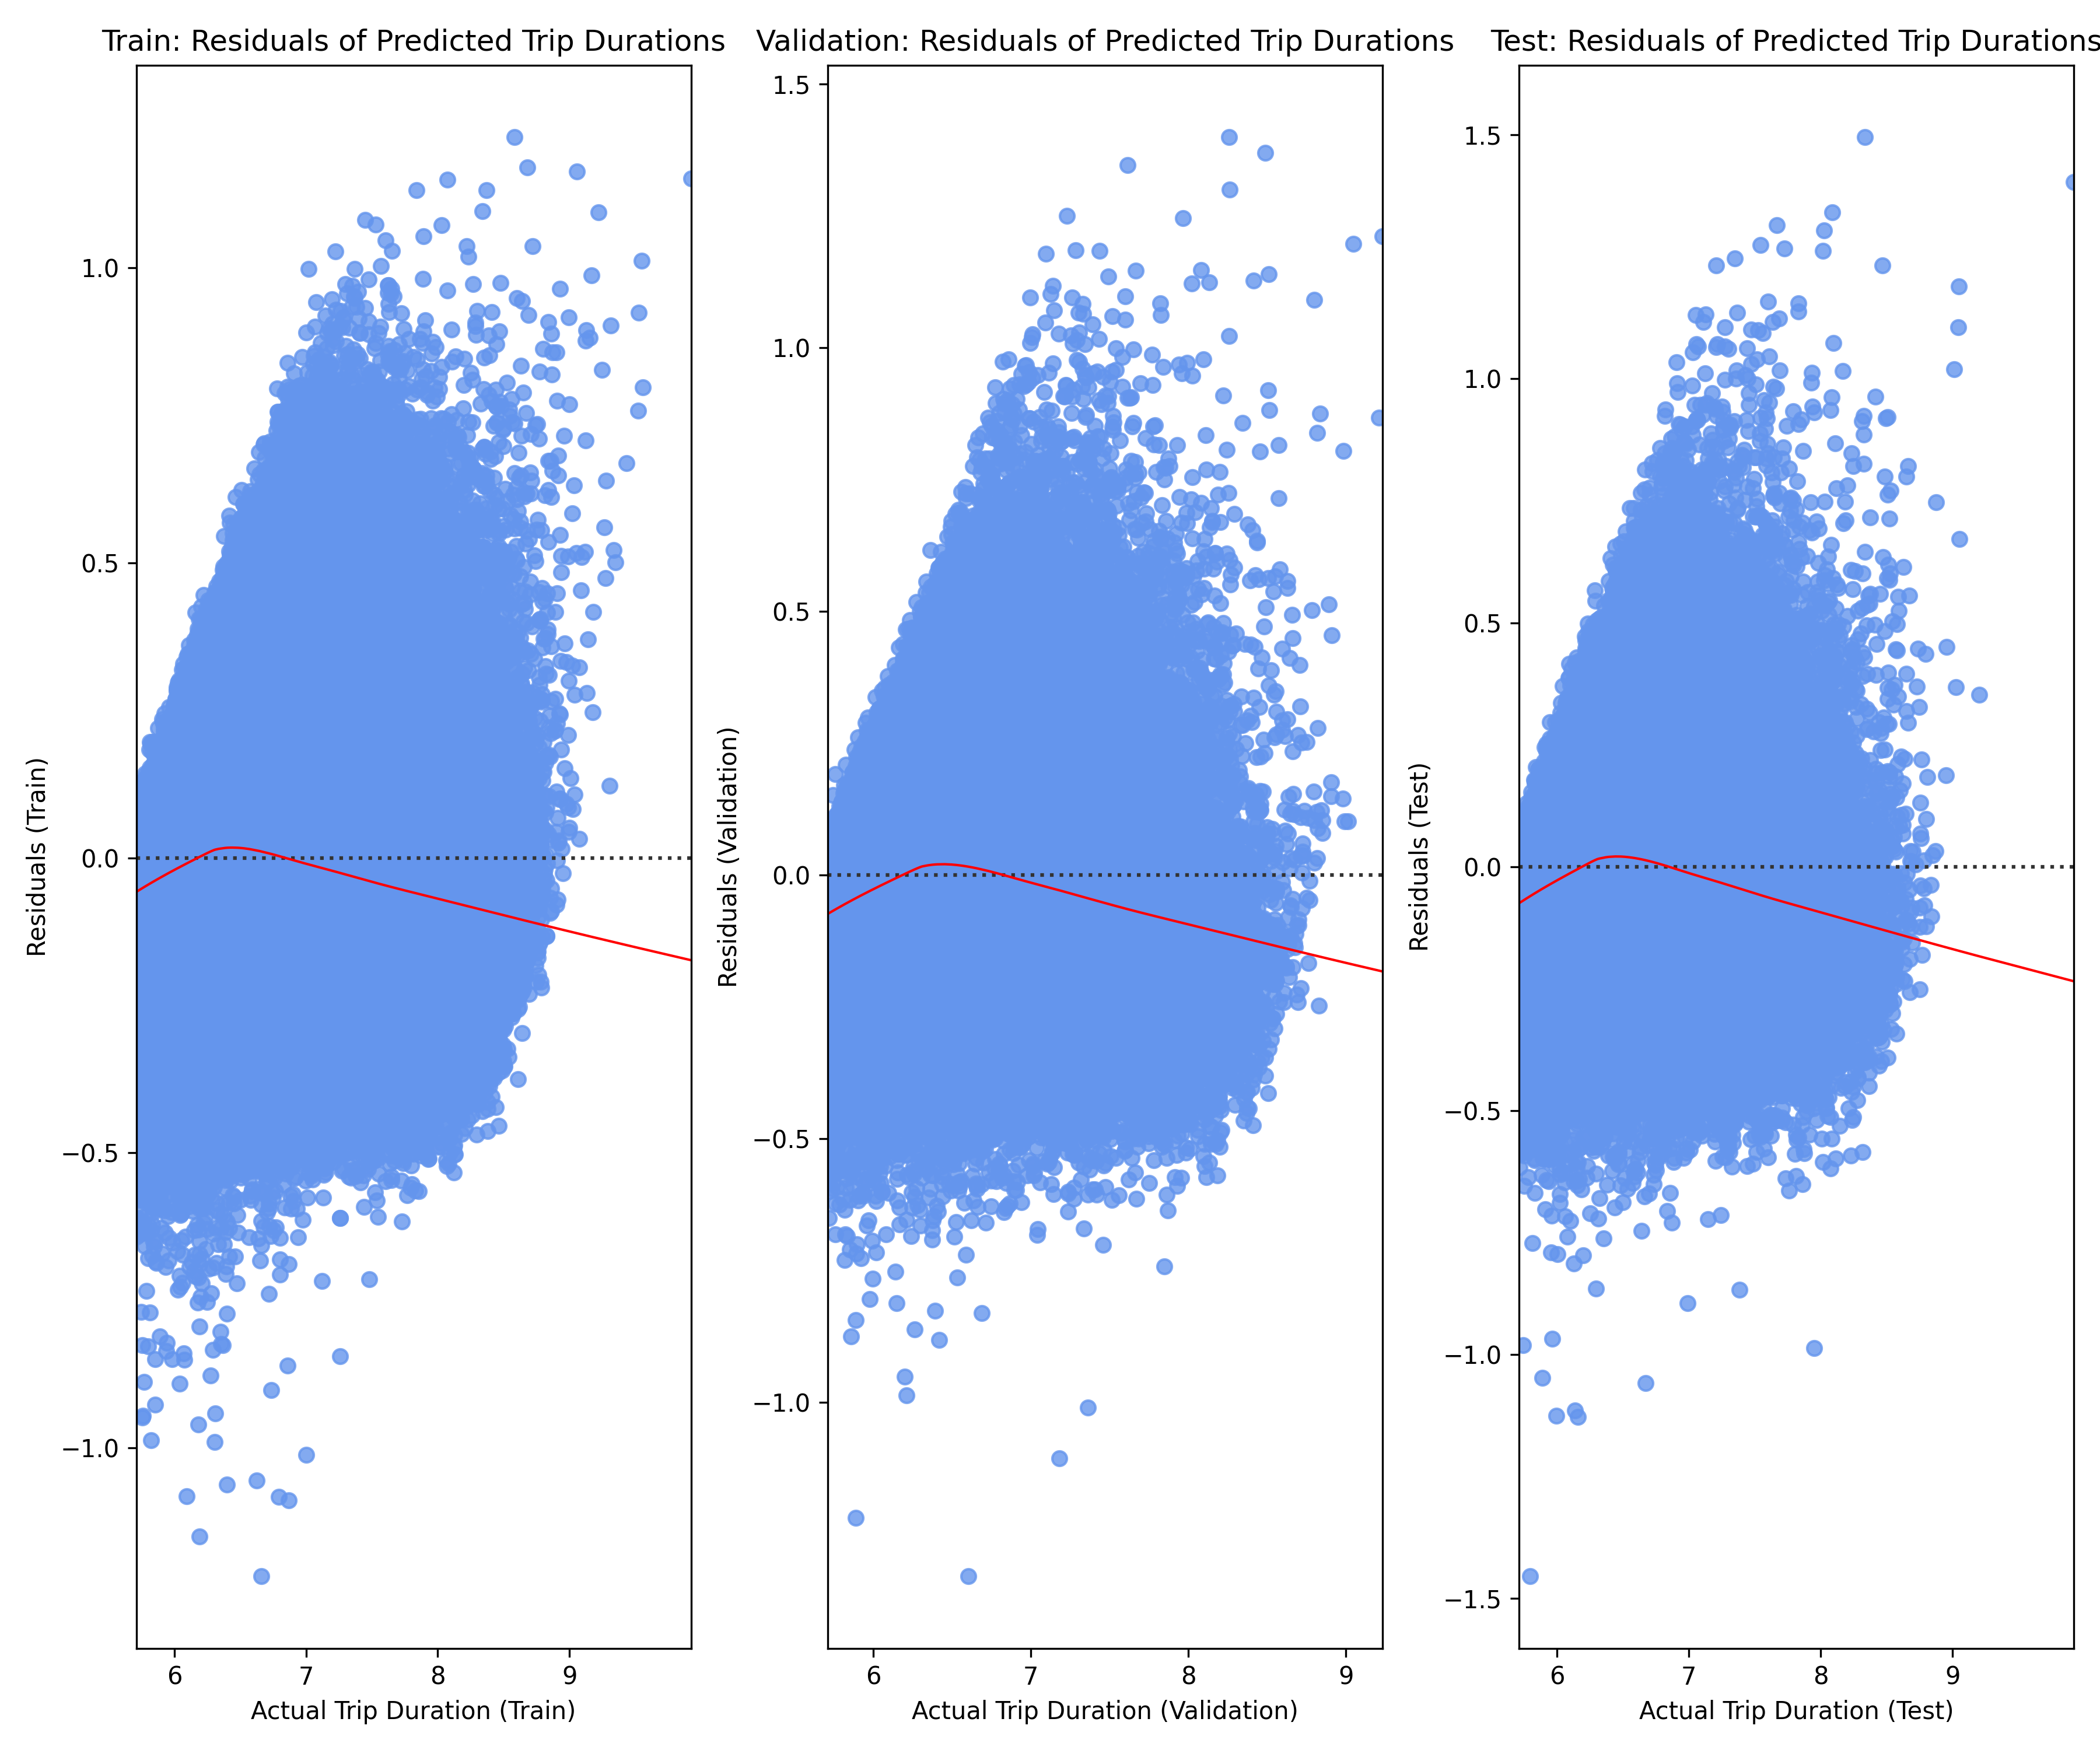 Train: Residuals of Predicted Trip Durations
1.0
0.5
0.0
−0.5
−1.0
Residuals (Train)
6 7 8 9
Actual Trip Duration (Train)
Validation: Residuals of Predicted Trip Durations
1.5
1.0
0.5
0.0
−0.5
−1.0
Residuals (Validation)
6 7 8 9
Actual Trip Duration (Validation)
Test: Residuals of Predicted Trip Durations
1.5
1.0
0.5
0.0
−0.5
−1.0
−1.5
Residuals (Test)
6 7 8 9
Actual Trip Duration (Test)